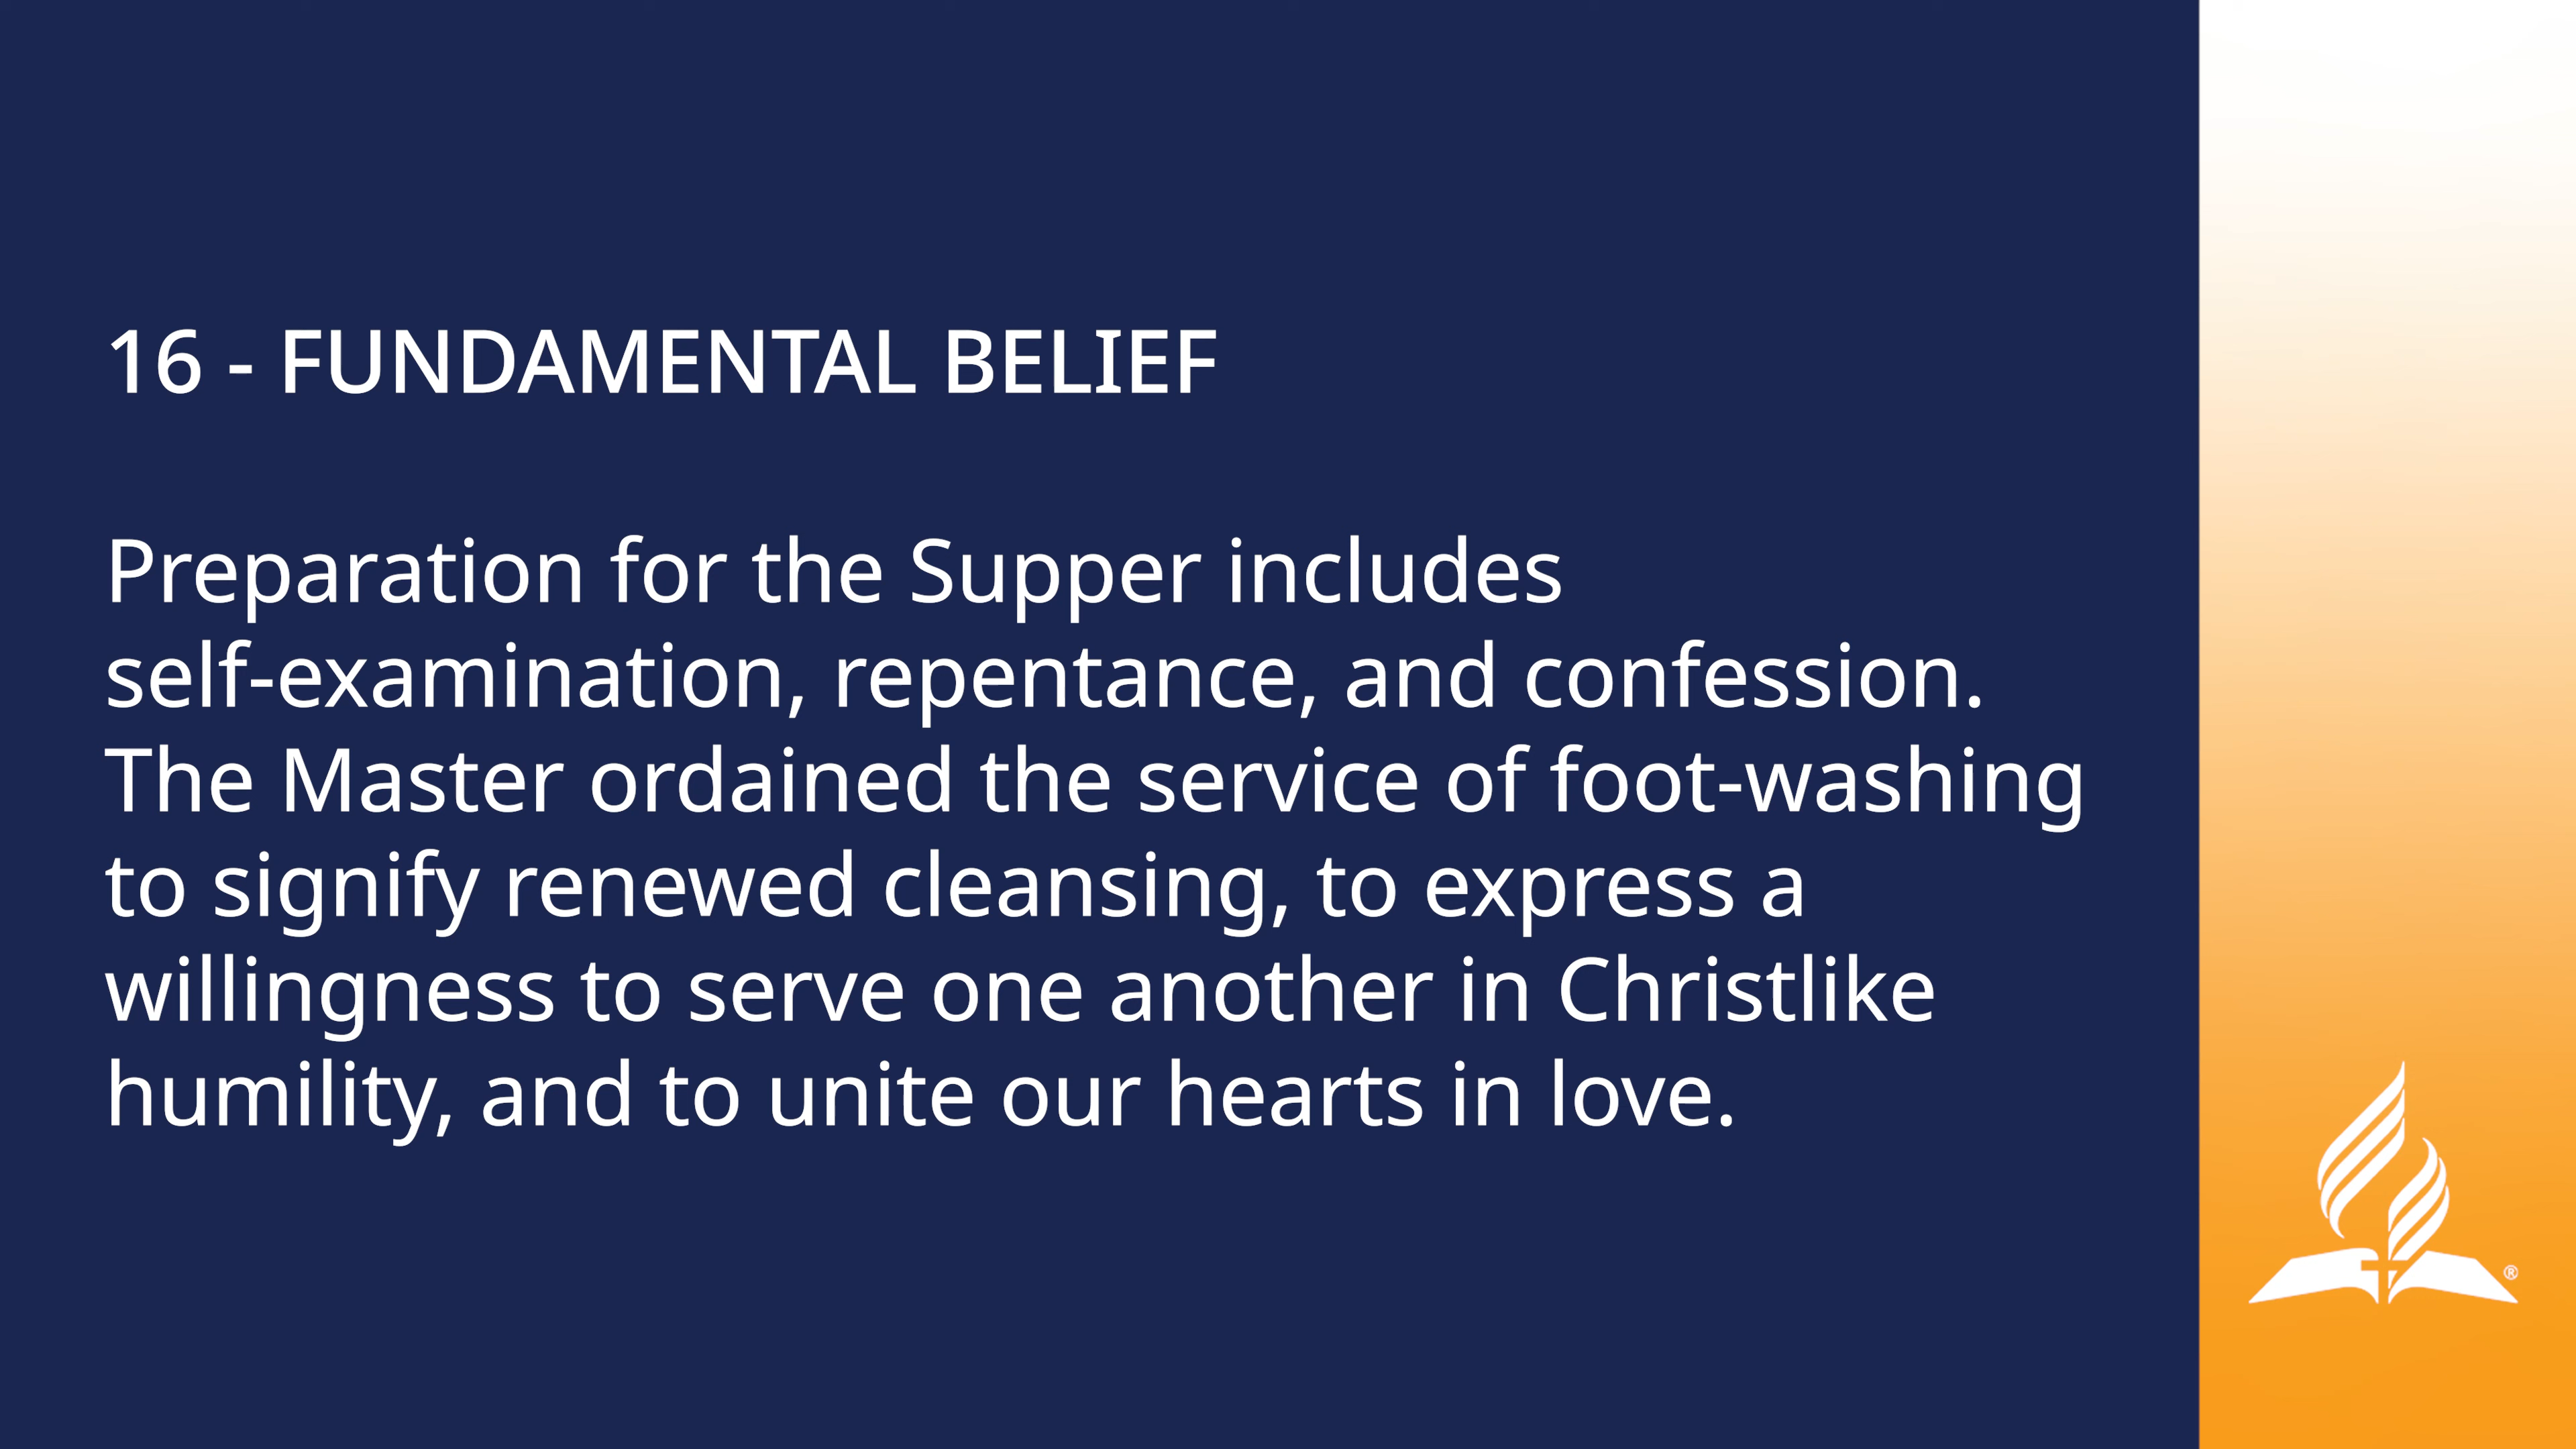 16 - FUNDAMENTAL BELIEF
Preparation for the Supper includes
self-examination, repentance, and confession.
The Master ordained the service of foot-washing
to signify renewed cleansing, to express a
willingness to serve one another in Christlike
humility, and to unite our hearts in love.
®